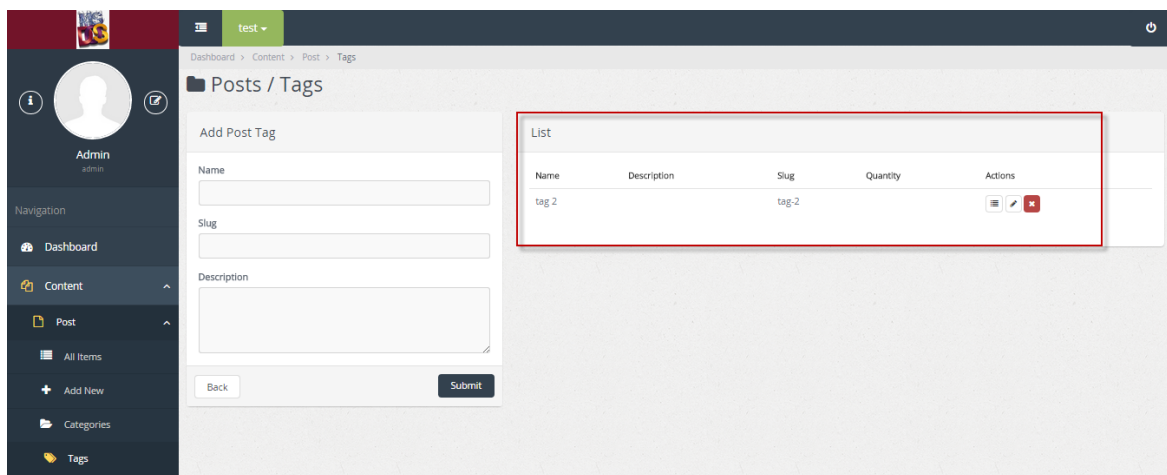 test
Dashboard > Content > Post > Tags
Posts / Tags
Admin
admin
Navigation
Dashboard
Content
Post
All Items
Add New
Categories
Tags
Add Post Tag
Name
Slug
Description
Back
Submit
List
Name Description Slug Quantity Actions
tag 2 tag-2